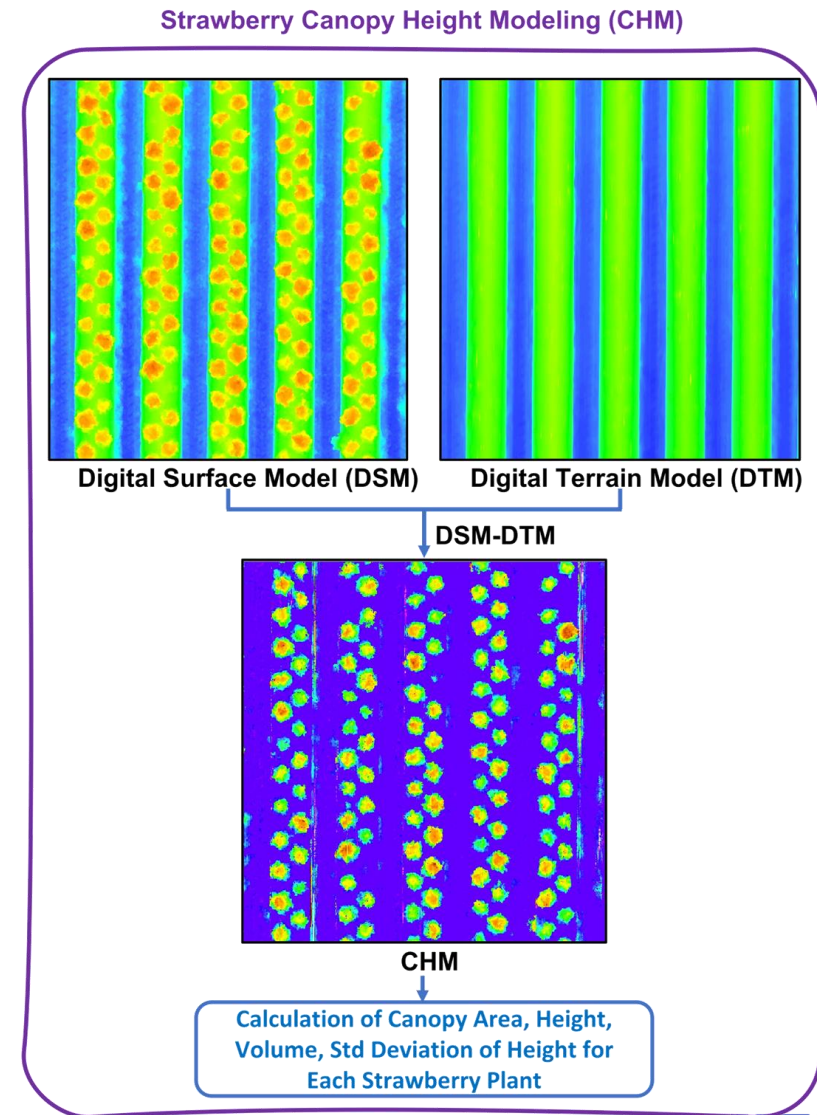 Strawberry Canopy Height Modeling (CHM)
Digital Surface Model (DSM)
Digital Terrain Model (DTM)
DSM-DTM
CHM
Calculation of Canopy Area, Height,
Volume, Std Deviation of Height for
Each Strawberry Plant